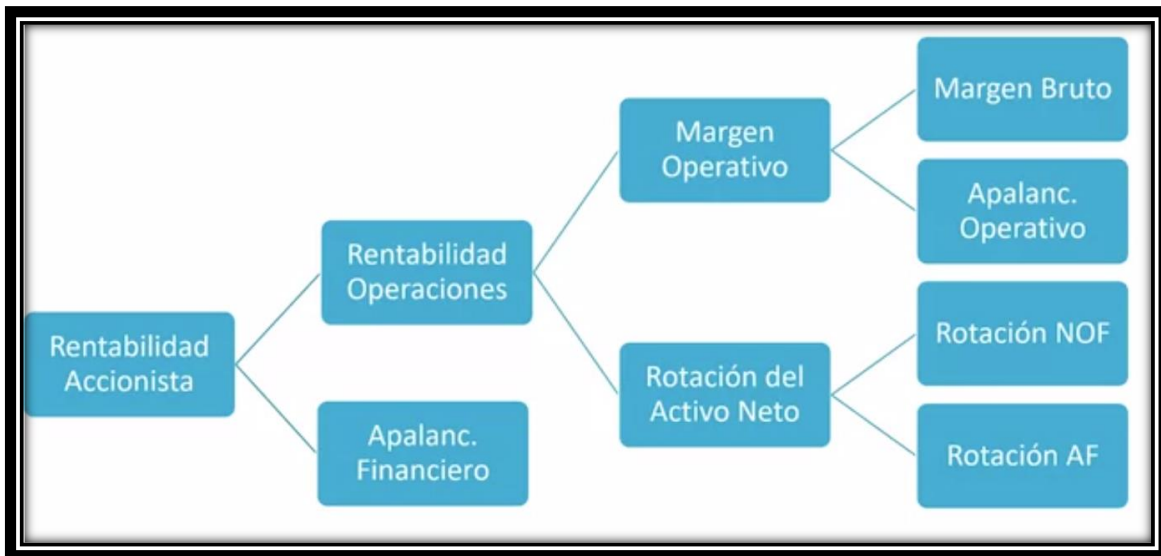 Rentabilidad
Accionista
Rentabilidad
Operaciones
Apalanc.
Financiero
Margen
Operativo
Rotación del
Activo Neto
Margen Bruto
Apalanc.
Operativo
Rotación NOF
Rotación AF